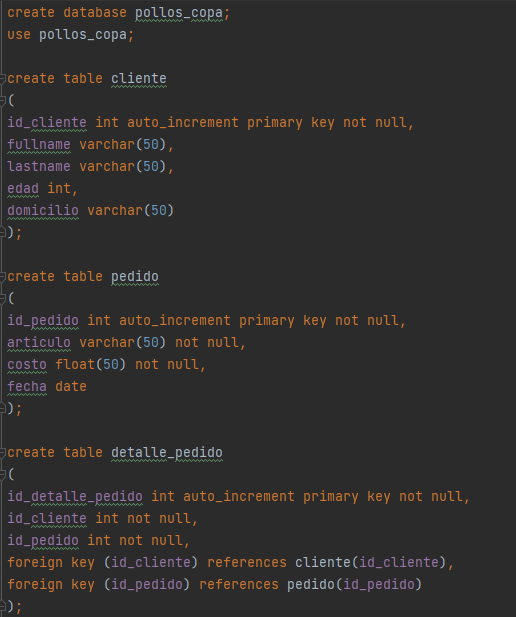 create database pollos_copa;
use pollos_copa;
create table cliente
(
id_cliente int auto_increment primary key not null,
fullname varchar(50),
lastname varchar(50),
edad int,
domicilio varchar(50)
);
create table pedido
(
id_pedido int auto_increment primary key not null,
articulo varchar(50) not null,
costo float(50) not null,
fecha date
);
create table detalle_pedido
(
id_detalle_pedido int auto_increment primary key not null,
id_cliente int not null,
id_pedido int not null,
foreign key (id_cliente) references cliente(id_cliente),
foreign key (id_pedido) references pedido(id_pedido)
);